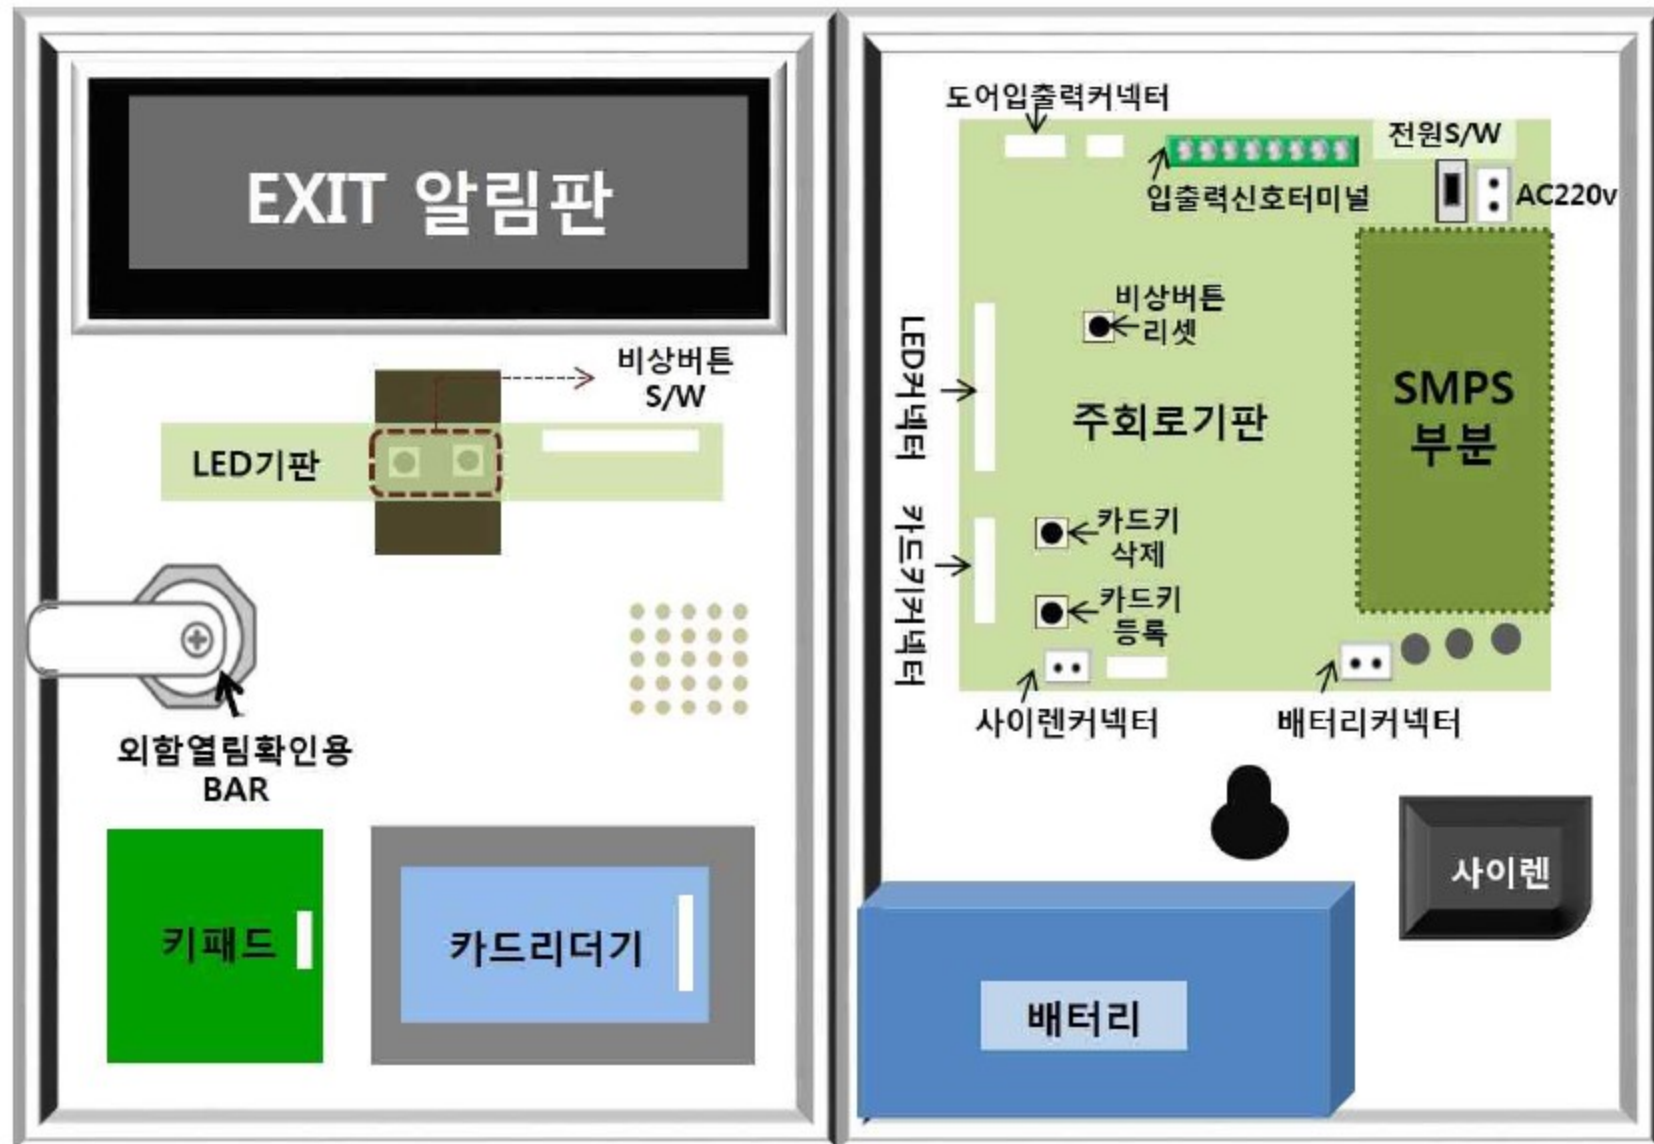 EXIT 알림판
비상버튼
S/W
LED기판
외함열림확인용
BAR
키패드
카드리더기
도어입출력커넥터
전원S/W
입출력신호터미널
AC220v
비상버튼
리셋
LED커넥터
주회로기판
SMPS
부분
카드키
삭제
카드키커넥터
카드키
등록
사이렌커넥터
배터리커넥터
사이렌
배터리